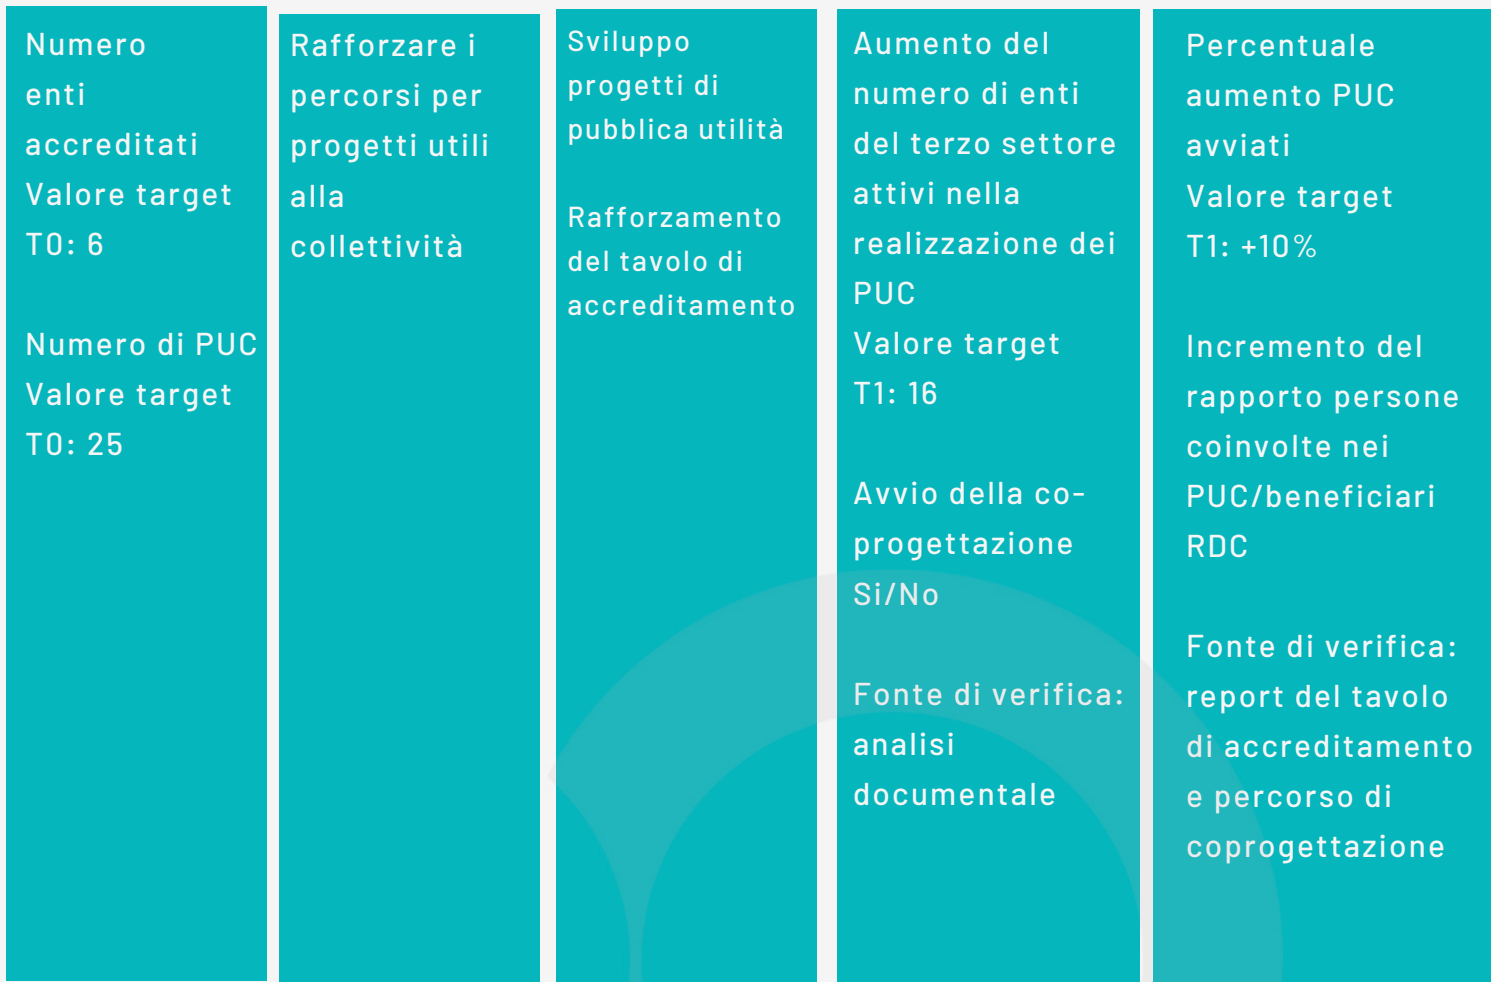 Numero
enti
accreditati
Valore target
T0: 6
Numero di PUC
Valore target
T0: 25
Rafforzare i
percorsi per
progetti utili
alla
collettività
Sviluppo
progetti di
pubblica utilità
Rafforzamento
del tavolo di
accreditamento
Aumento del
numero di enti
del terzo settore
attivi nella
realizzazione dei
PUC
Valore target
T1: 16
Avvio della co-
progettazione
Si/No
Fonte di verifica:
analisi
documentale
Percentuale
aumento PUC
avviati
Valore target
T1: +10%
Incremento del
rapporto persone
coinvolte nei
PUC/beneficiari
RDC
Fonte di verifica:
report del tavolo
di accreditamento
e percorso di
coprogettazione